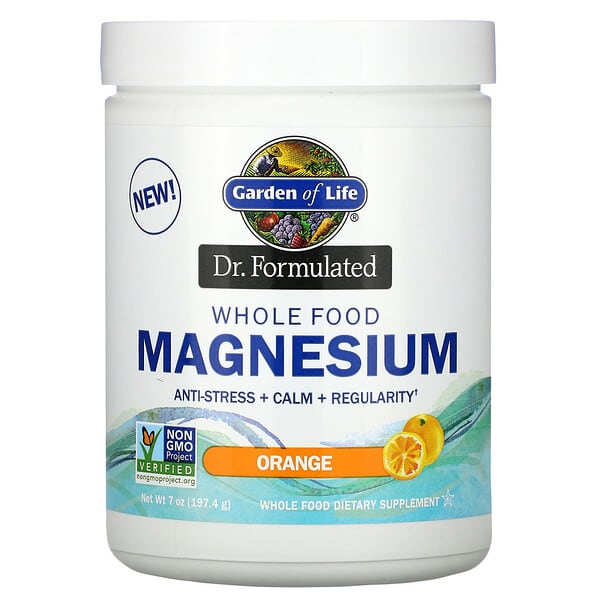 NEW!
Garden of Life®
Dr. Formulated
WHOLE FOOD
MAGNESIUM
ANTI-STRESS + CALM + REGULARITY†
NON
GMO
Project
VERIFIED
nongmoproject.org
ORANGE
Net Wt 7 oz (197.4 g)
WHOLE FOOD DIETARY SUPPLEMENT